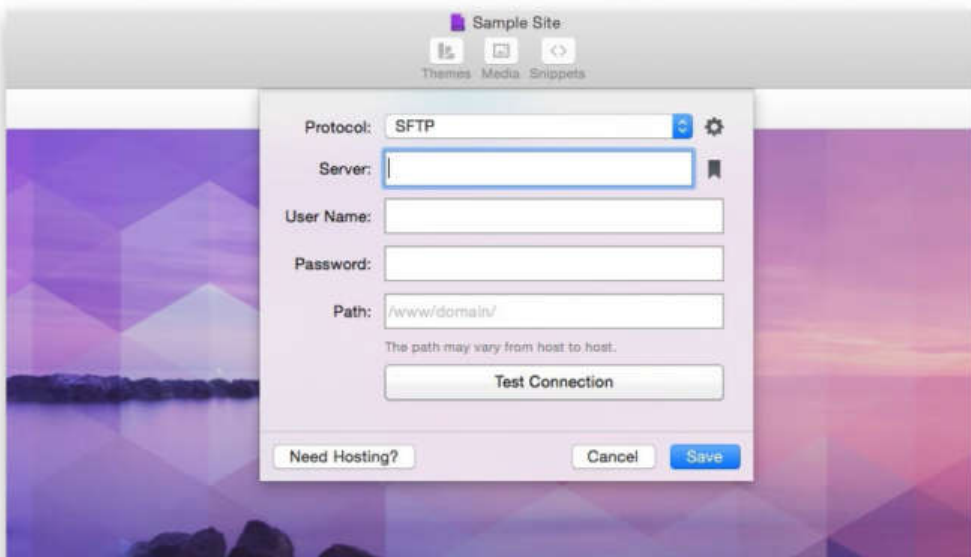 Sample Site
Themes Media Snippets
Protocol: SFTP
Server:
User Name:
Password:
Path: /www/domain/
The path may vary from host to host.
Test Connection
Need Hosting? Cancel Save